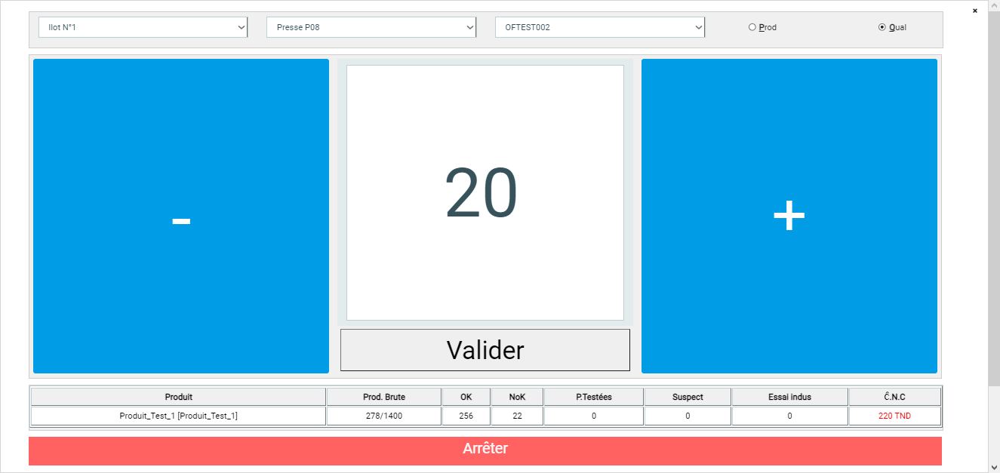 Ilot N°1 Presse P08 OFTEST002 Prod Qual
- 20 +
Valider
Produit Prod. Brute OK NoK P.Testées Suspect Essai indus Ĉ.N.C
Produit_Test_1 [Produit_Test_1] 278/1400 256 22 0 0 0 220 TND
Arrêter